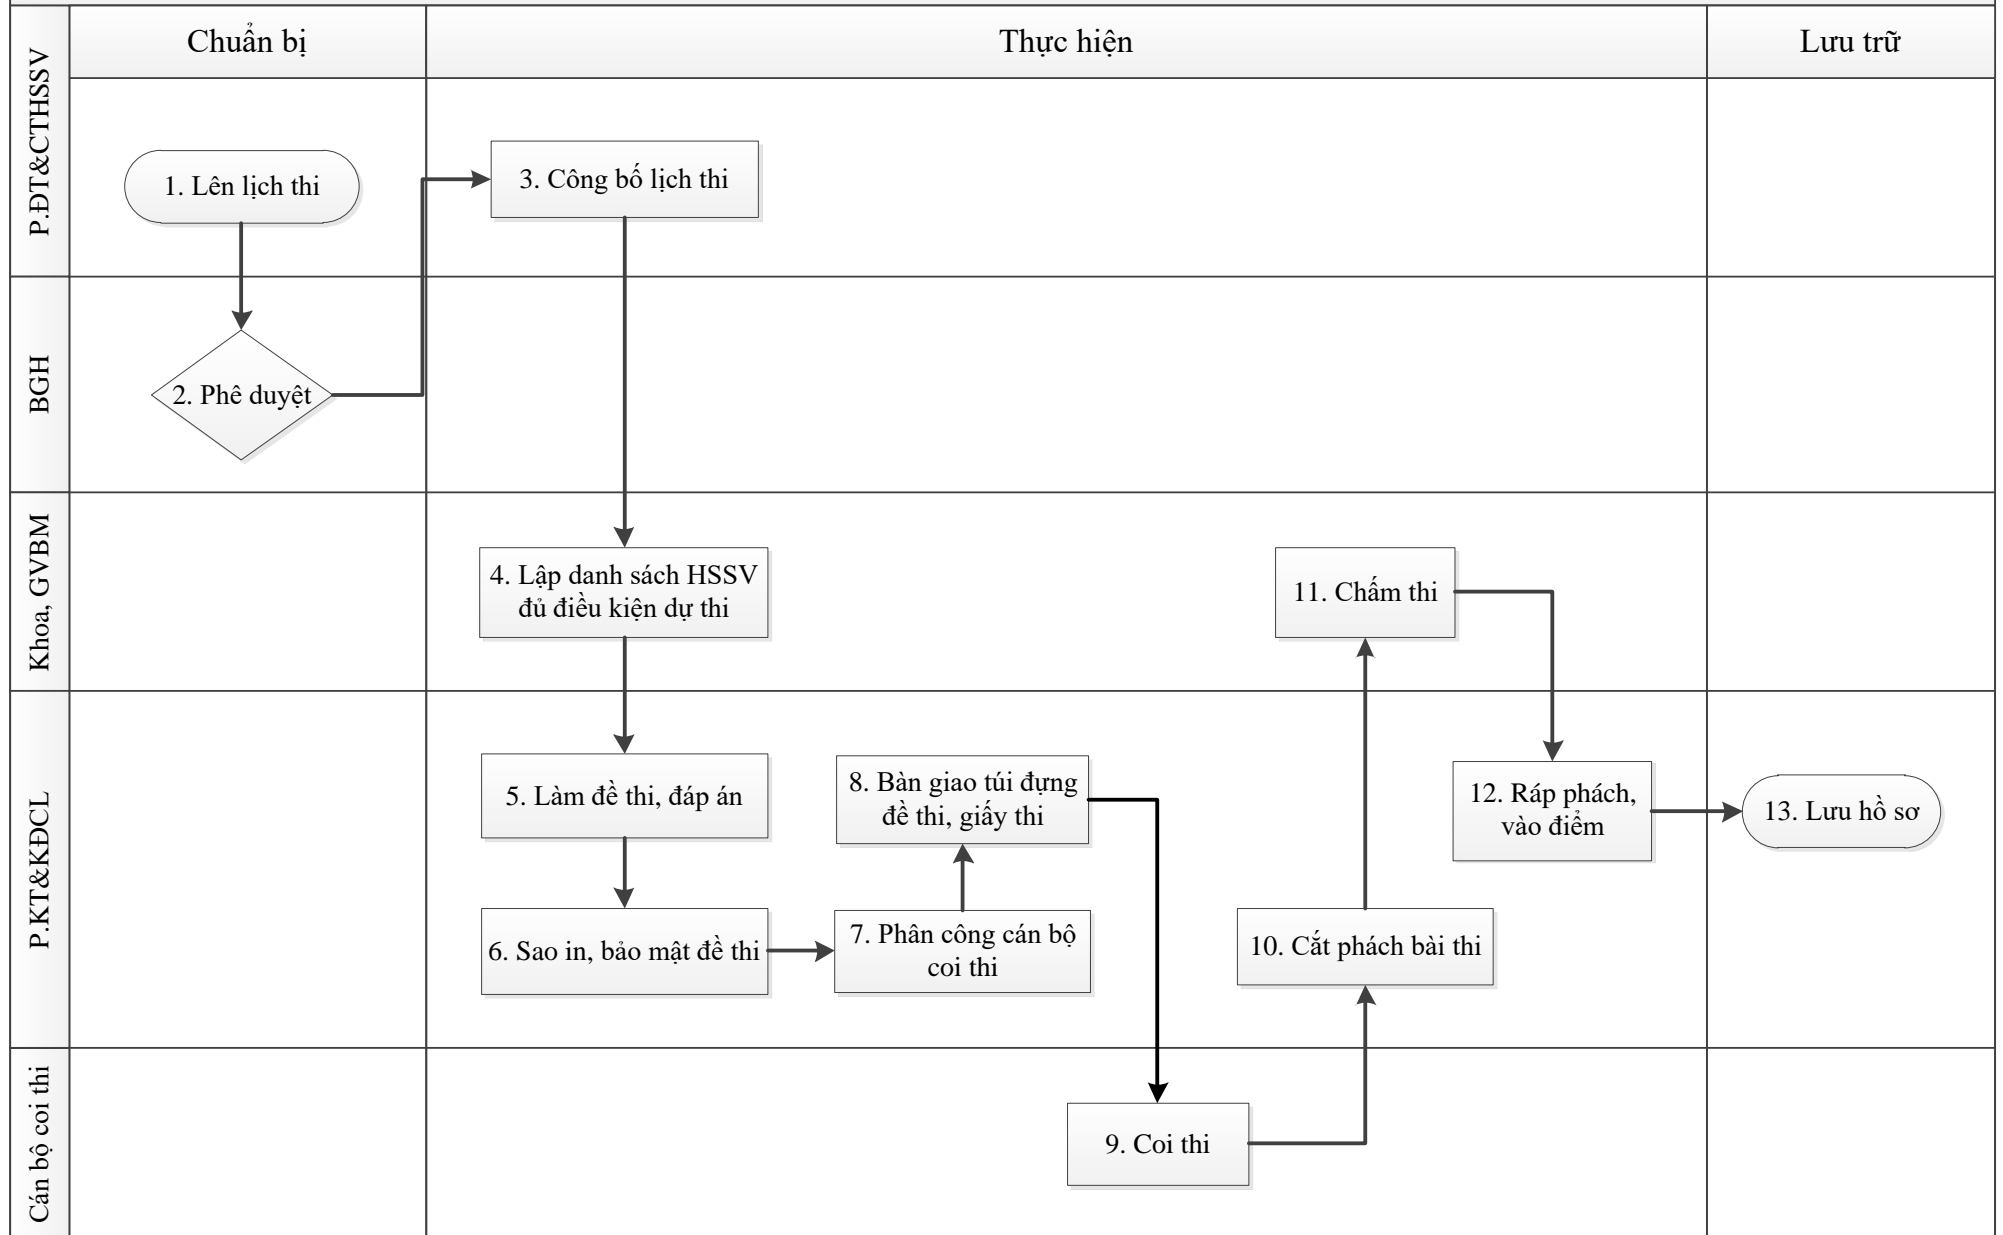 Chuẩn bị
Thực hiện
Lưu trữ
P.ĐT&CTHSSV
1. Lên lịch thi
3. Công bố lịch thi
BGH
2. Phê duyệt
Khoa, GVBM
4. Lập danh sách HSSV
đủ điều kiện dự thi
11. Chấm thi
P.KT&KĐCL
5. Làm đề thi, đáp án
8. Bàn giao túi đựng
đề thi, giấy thi
12. Ráp phách,
vào điểm
13. Lưu hồ sơ
6. Sao in, bảo mật đề thi
7. Phân công cán bộ
coi thi
10. Cắt phách bài thi
Cán bộ coi thi
9. Coi thi